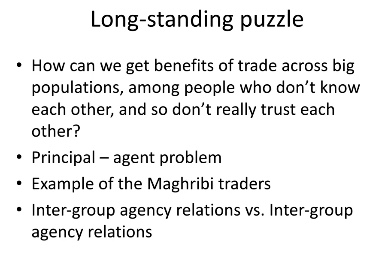 Long-standing puzzle
• How can we get benefits of trade across big
populations, among people who don't know
each other, and so don't really trust each
other?
• Principal – agent problem
• Example of the Maghribi traders
• Inter-group agency relations vs. Inter-group
agency relations